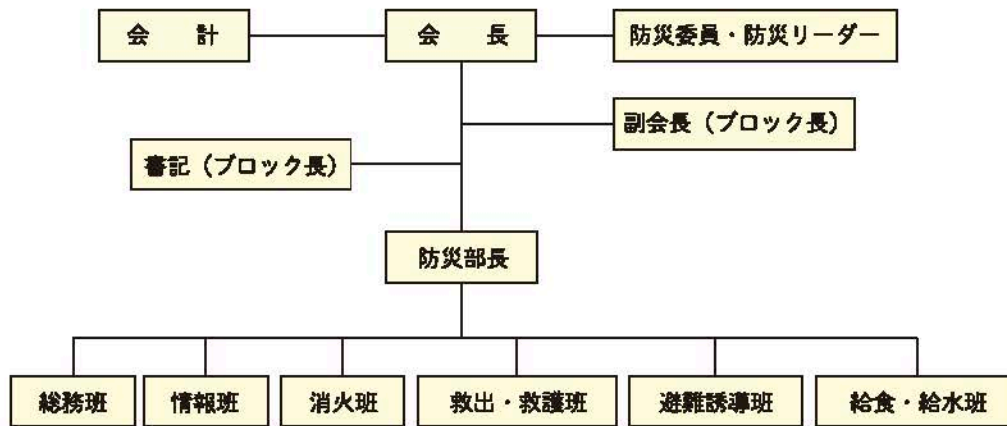 会　計
会　長
防災委員・防災リーダー
副会長（ブロック長）
書記（ブロック長）
防災部長
総務班
情報班
消火班
救出・救護班
避難誘導班
給食・給水班